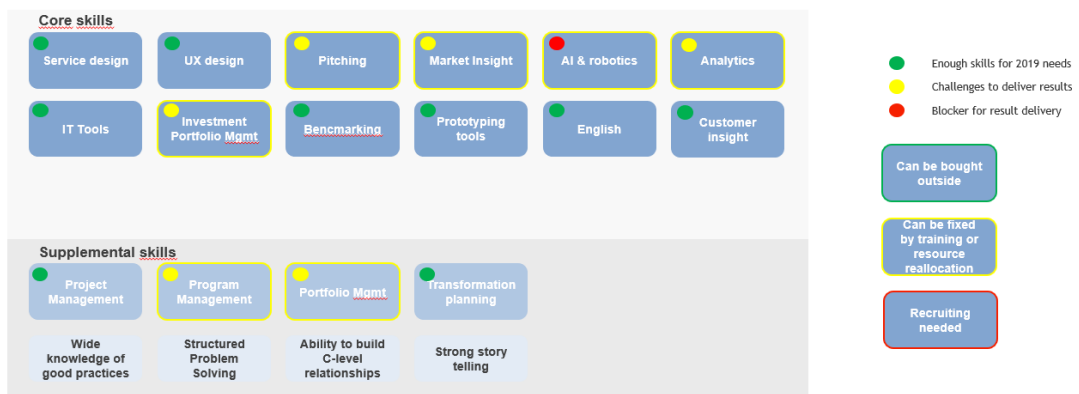 Core skills
Service design
UX design
Pitching
Market Insight
AI & robotics
Analytics
IT Tools
Investment
Portfolio Mgmt
Bencmarking
Prototyping
tools
English
Customer
insight
Supplemental skills
Project
Management
Program
Management
Portfolio Mgmt
Transformation
planning
Wide
knowledge of
good practices
Structured
Problem
Solving
Ability to build
C-level
relationships
Strong story
telling
Enough skills for 2019 needs
Challenges to deliver results
Blocker for result delivery
Can be bought
outside
Can be fixed
by training or
resource
reallocation
Recruiting
needed